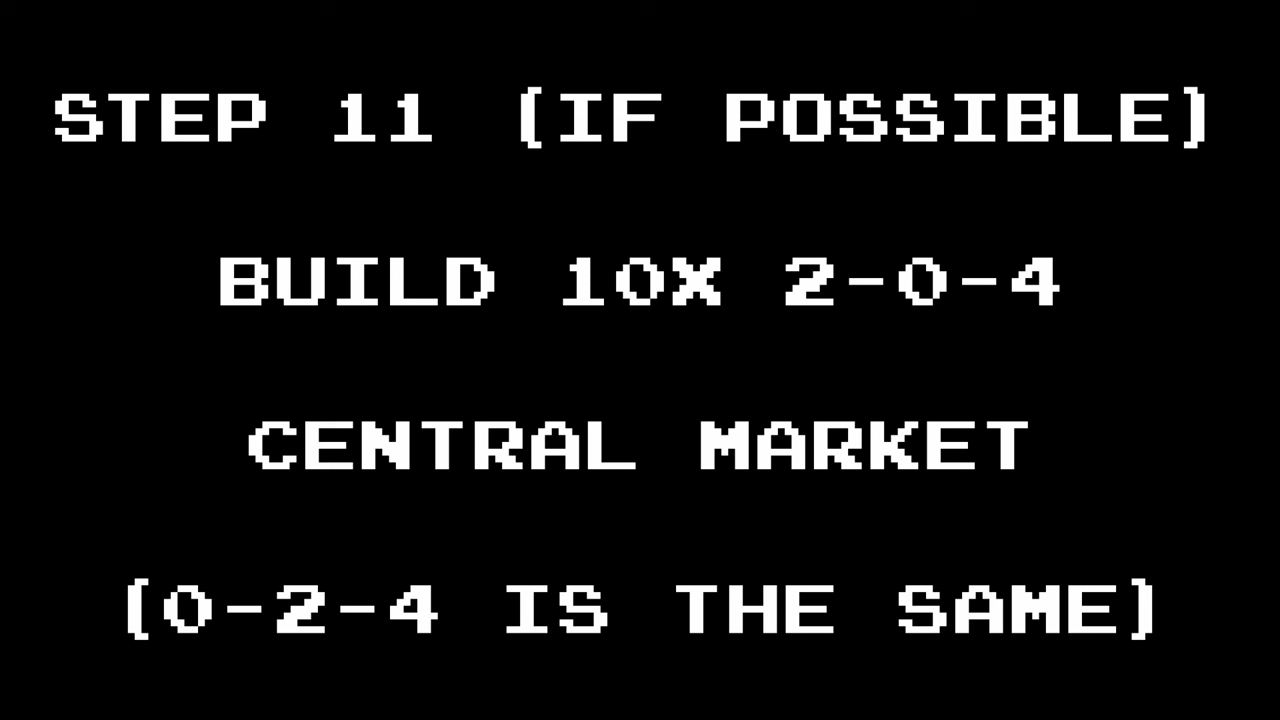 STEP 11 (IF POSSIBLE)
BUILD 10X 2-0-4
CENTRAL MARKET
(0-2-4 IS THE SAME)